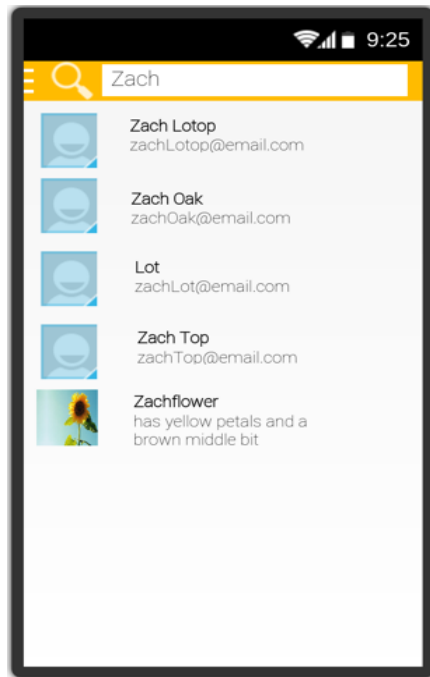 9:25
Zach
Zach Lotop
zachLotop@email.com
Zach Oak
zachOak@email.com
Lot
zachLot@email.com
Zach Top
zachTop@email.com
Zachflower
has yellow petals and a
brown middle bit